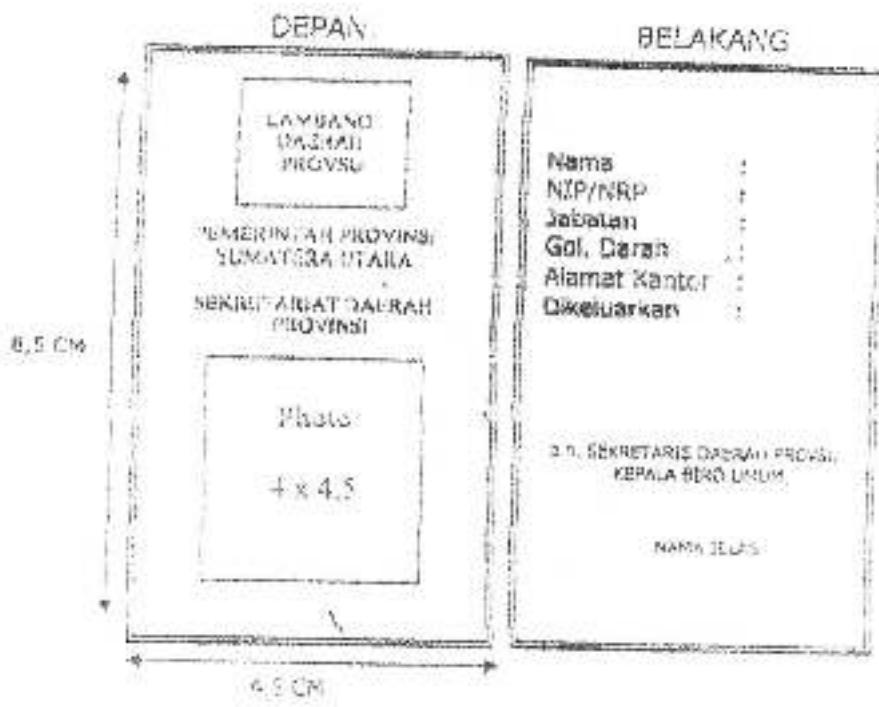 DEPAN
LAMBANG
DAERAH
PROVSU
PEMERINTAH PROVINSI
SUMATERA UTARA
SEKRETARIAT DAERAH
PROVINSI
Photo
4 x 4,5
8,5 CM
4,5 CM
BELAKANG
Nama :
NIP/NRP :
Jabatan :
Gol. Darah :
Alamat Kantor :
Dikeluarkan :
a.n. SEKRETARIS DAERAH PROVSU
KEPALA BIRO UMUM
NAMA JELAS